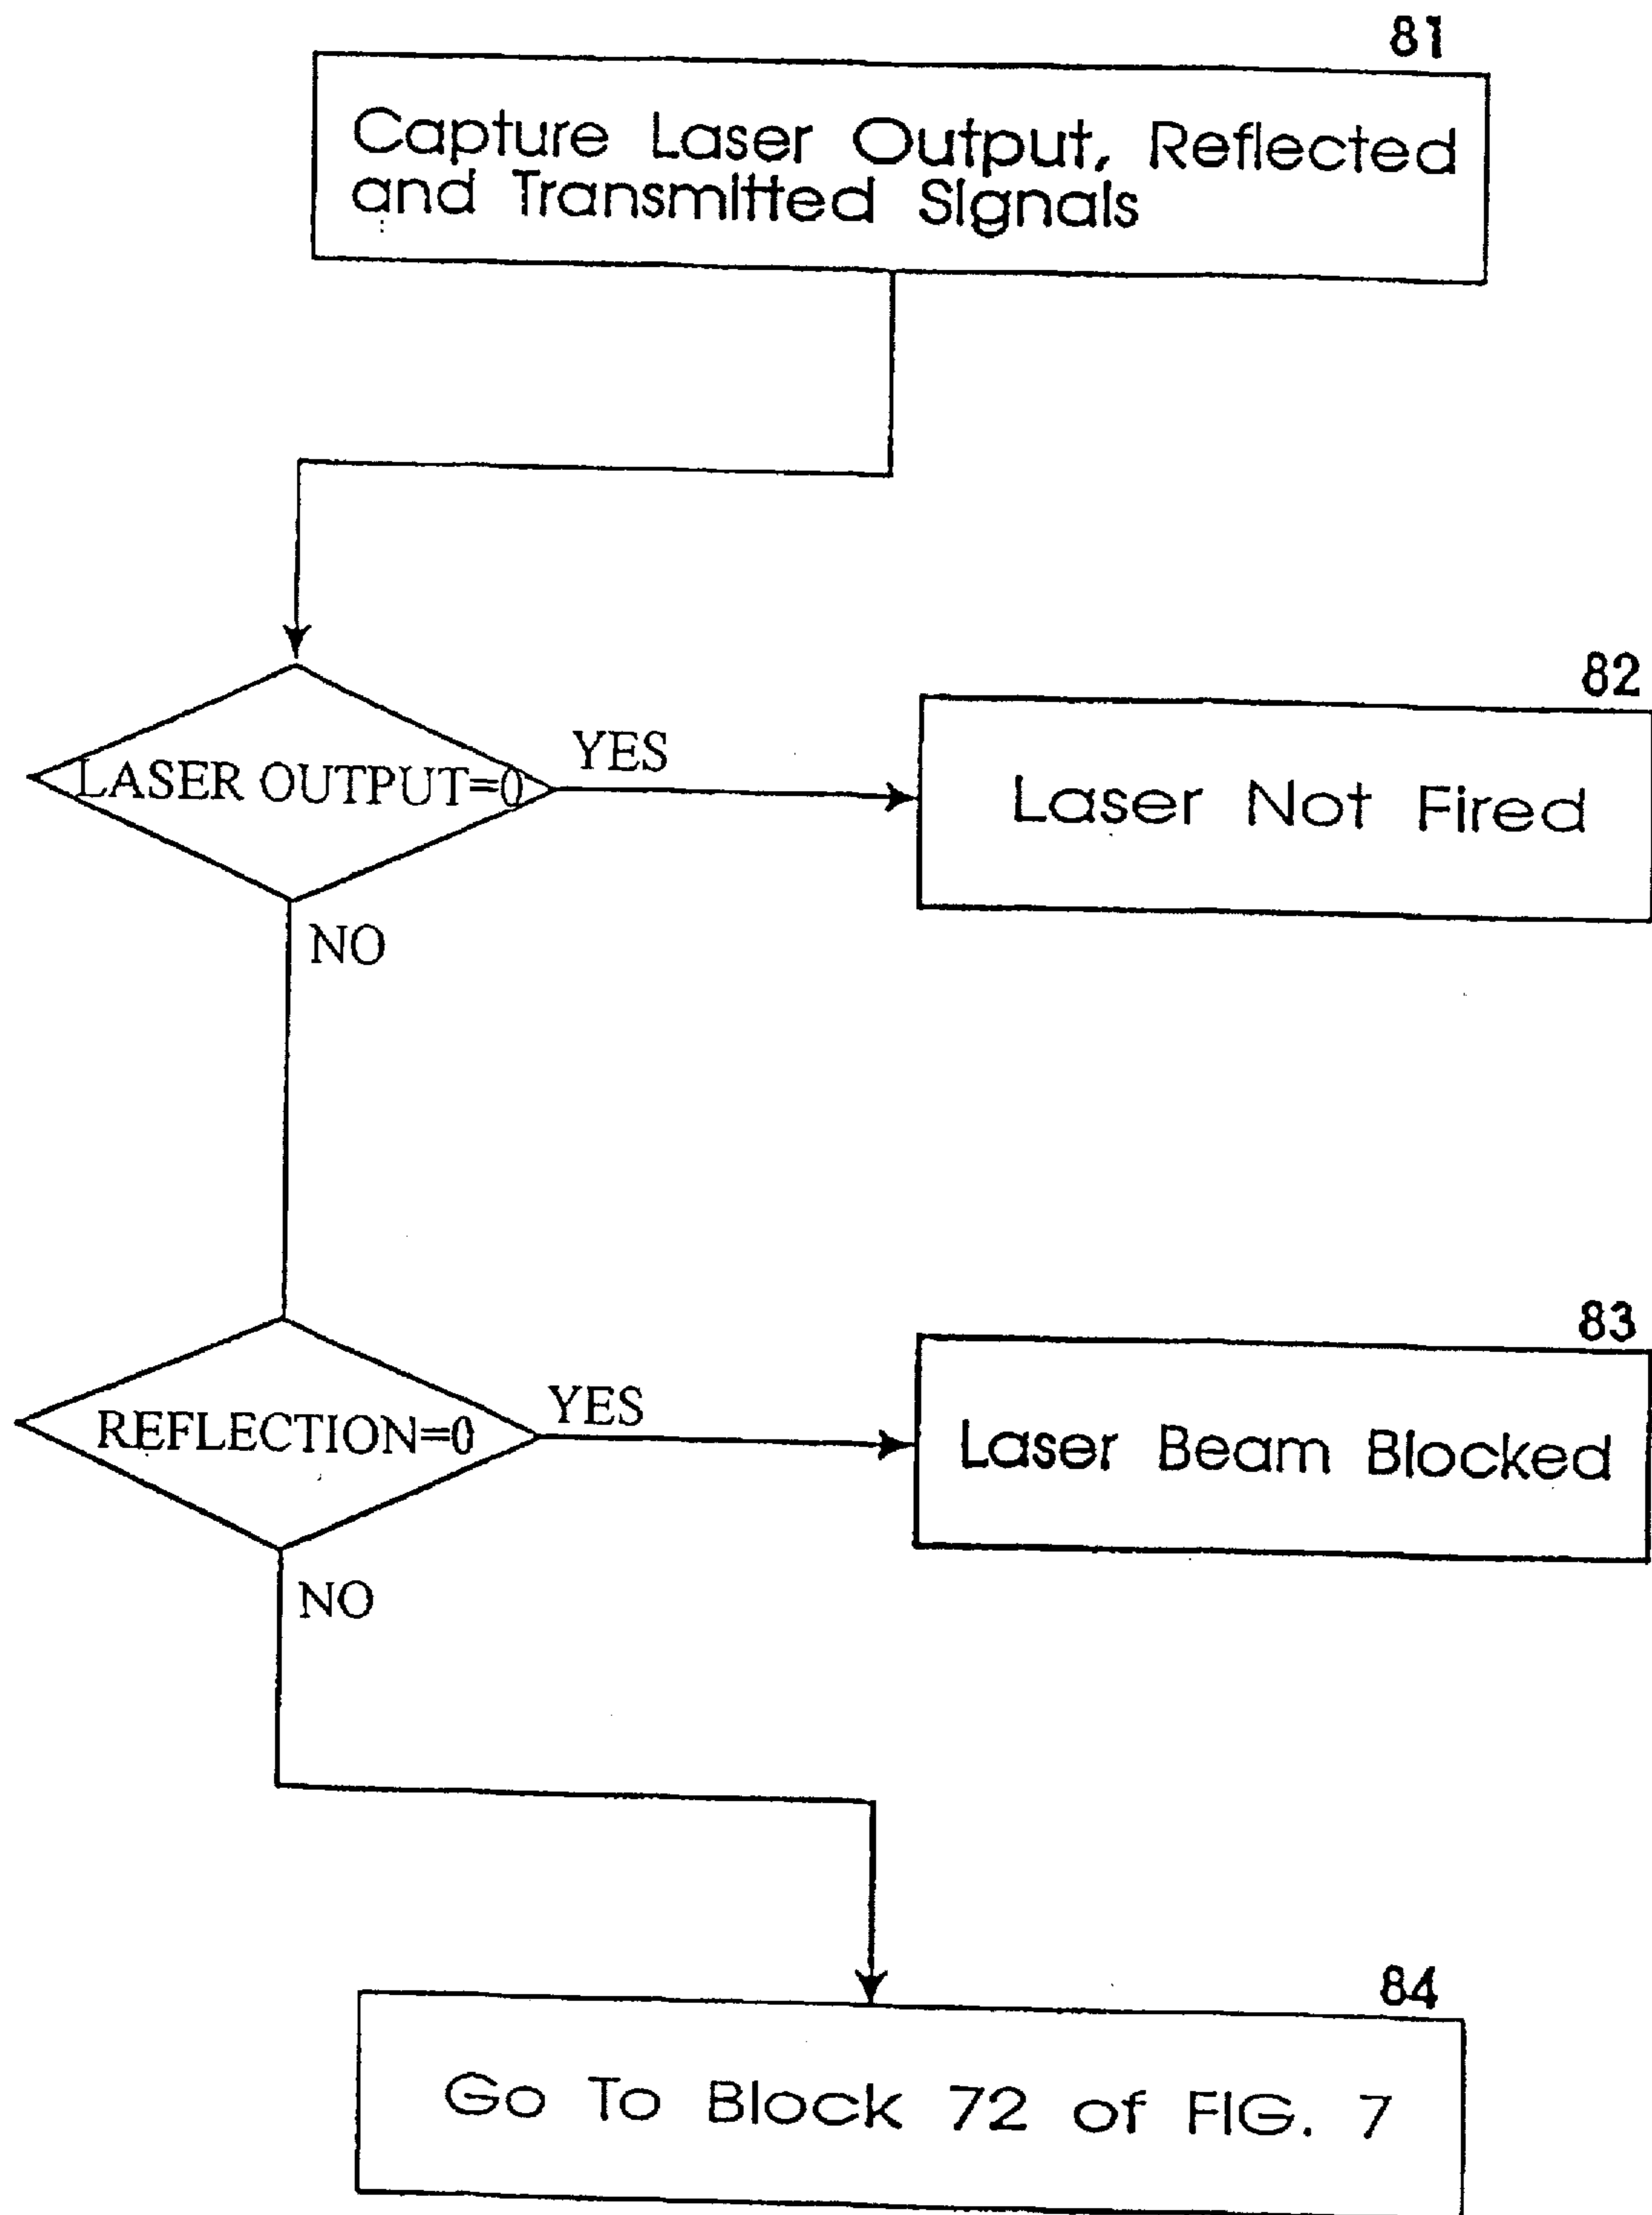 81
Capture Laser Output, Reflected
and Transmitted Signals
LASER OUTPUT=0
YES
82
Laser Not Fired
NO
REFLECTION=0
YES
83
Laser Beam Blocked
NO
84
Go To Block 72 of FIG. 7